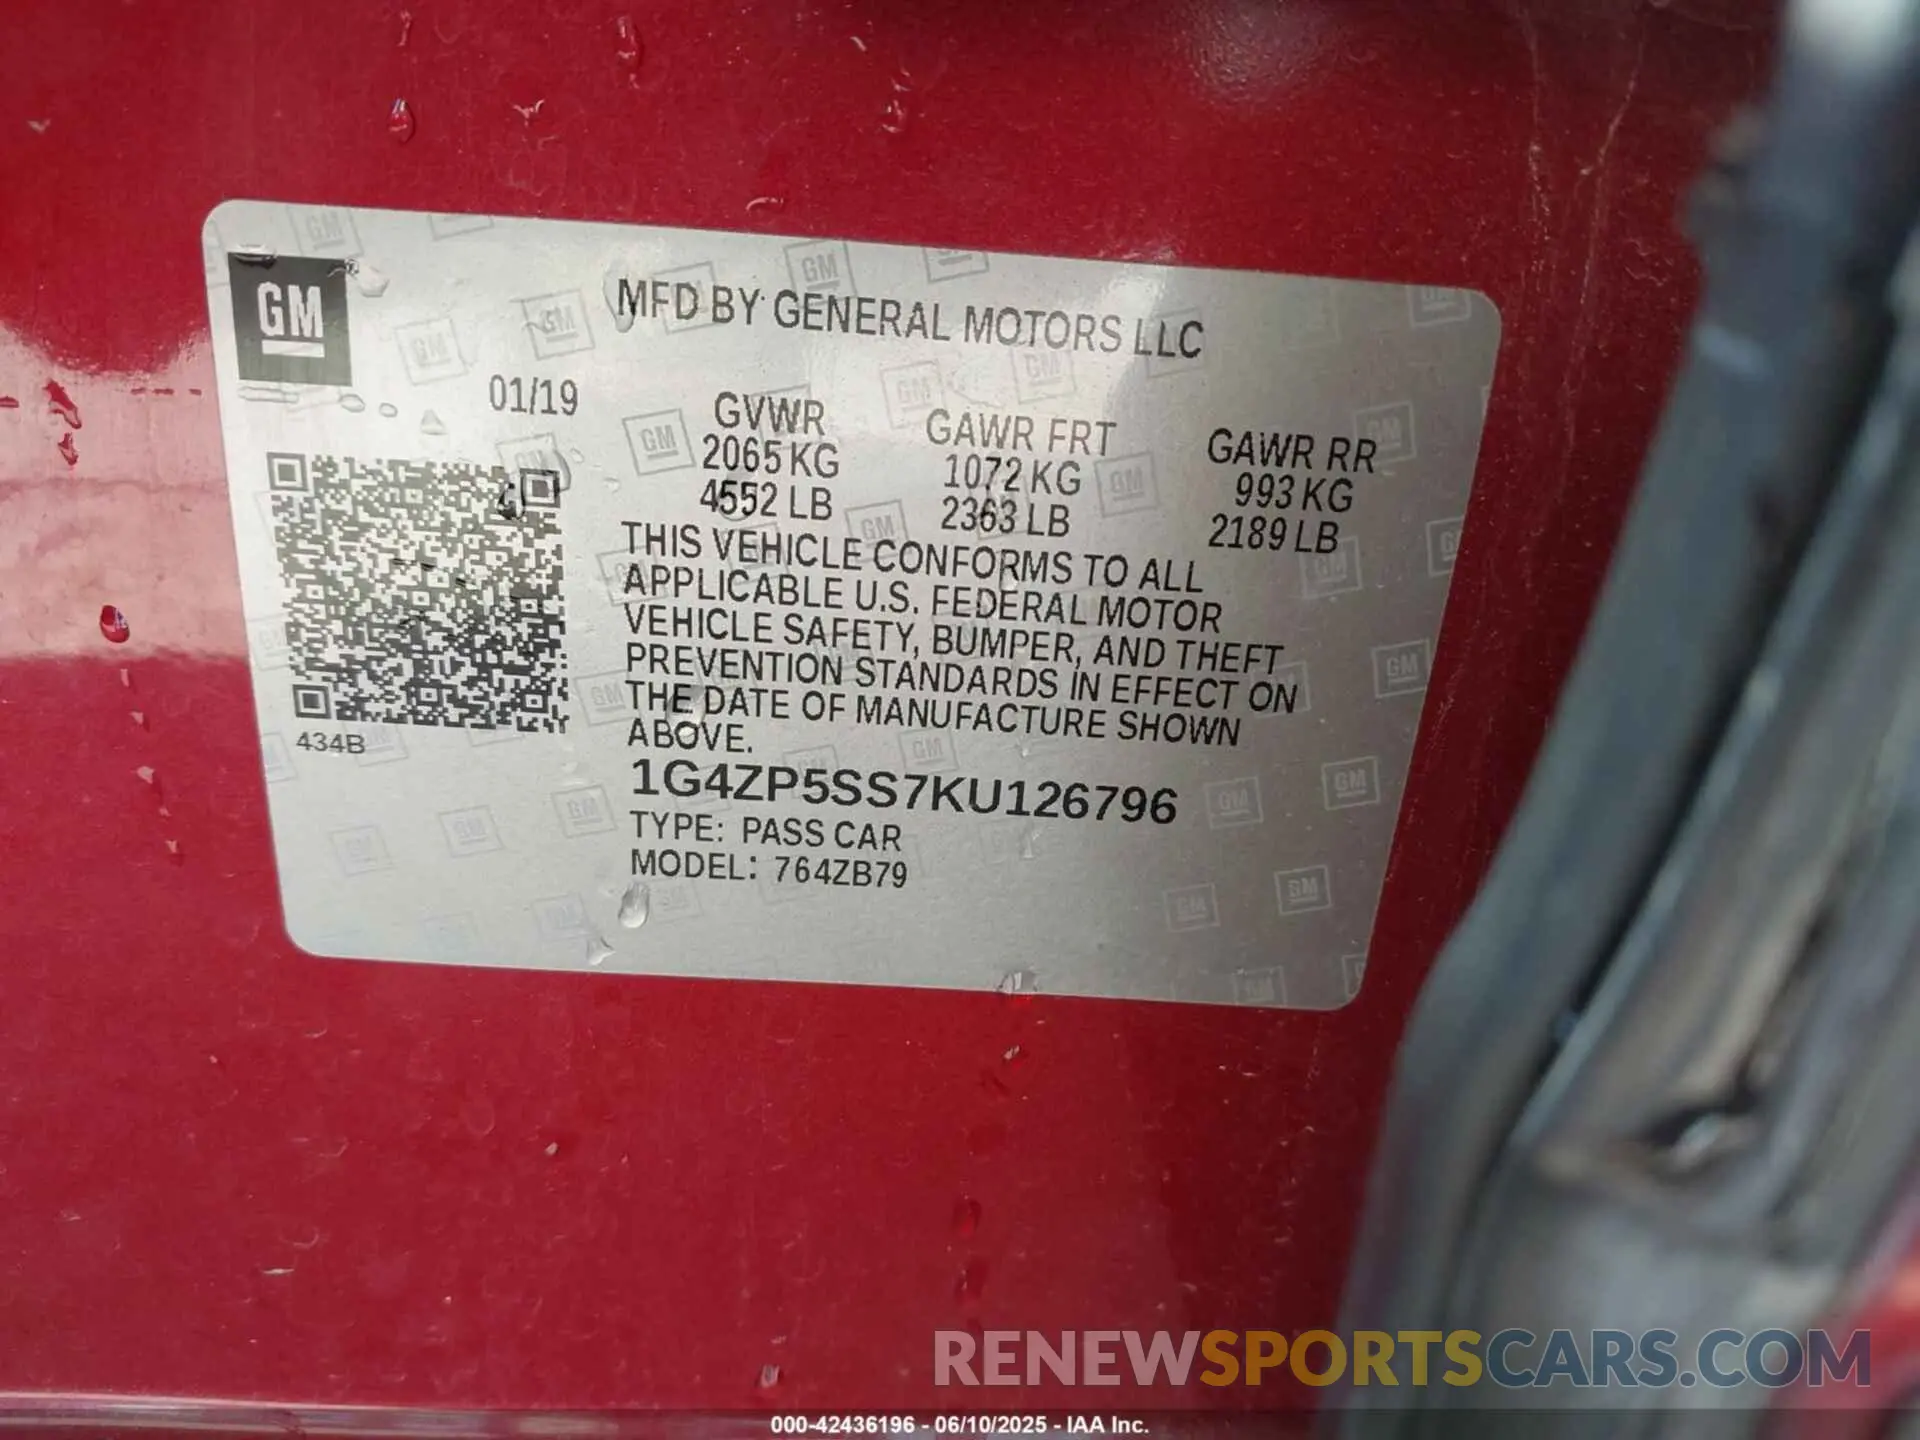 GM
MFD BY GENERAL MOTORS LLC
01/19
GVWR GAWR FRT GAWR RR
2065 KG 1072 KG 993 KG
4552 LB 2363 LB 2189 LB
THIS VEHICLE CONFORMS TO ALL
APPLICABLE U.S. FEDERAL MOTOR
VEHICLE SAFETY, BUMPER, AND THEFT
PREVENTION STANDARDS IN EFFECT ON
THE DATE OF MANUFACTURE SHOWN
ABOVE.
434B
1G4ZP5SS7KU126796
TYPE: PASS CAR
MODEL: 764ZB79
RENEWSPORTSCARS.COM
000-42436196 - 06/10/2025 - IAA Inc.